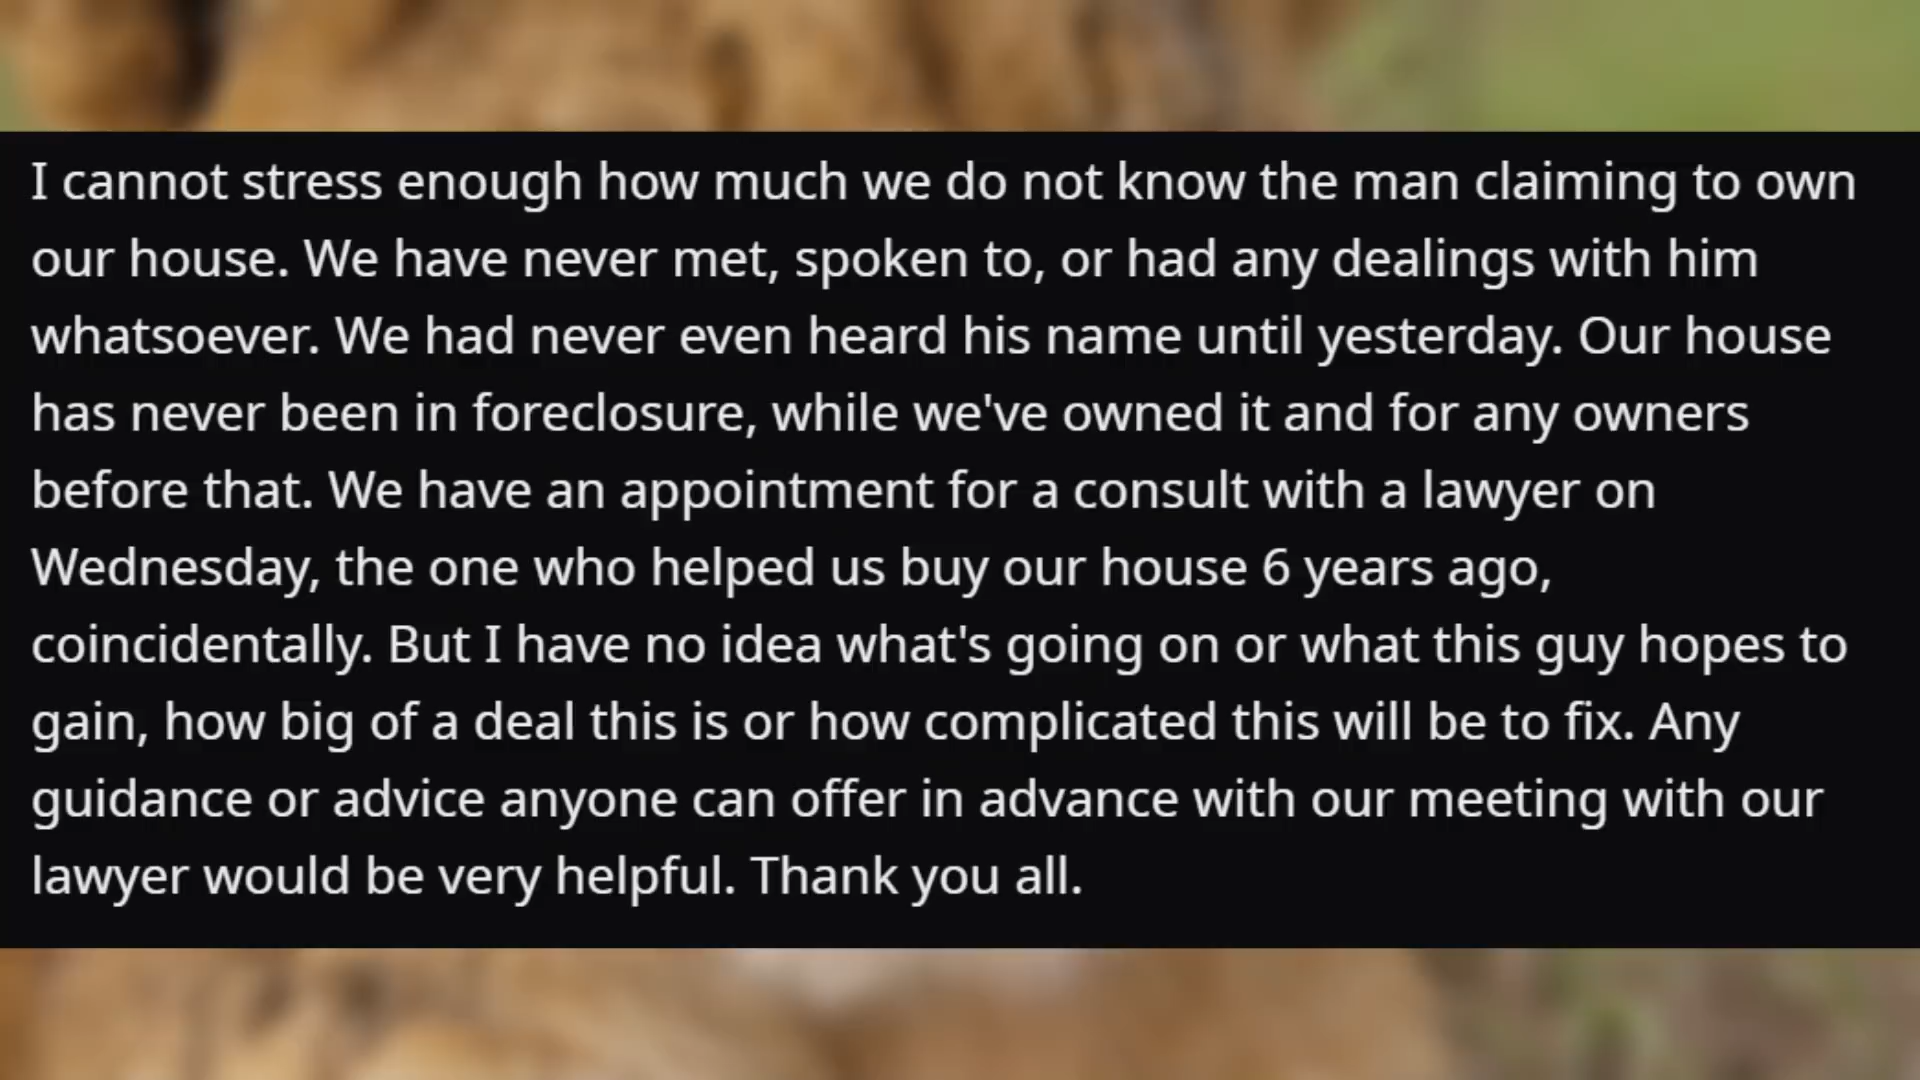 I cannot stress enough how much we do not know the man claiming to own
our house. We have never met, spoken to, or had any dealings with him
whatsoever. We had never even heard his name until yesterday. Our house
has never been in foreclosure, while we've owned it and for any owners
before that. We have an appointment for a consult with a lawyer on
Wednesday, the one who helped us buy our house 6 years ago,
coincidentally. But I have no idea what's going on or what this guy hopes to
gain, how big of a deal this is or how complicated this will be to fix. Any
guidance or advice anyone can offer in advance with our meeting with our
lawyer would be very helpful. Thank you all.